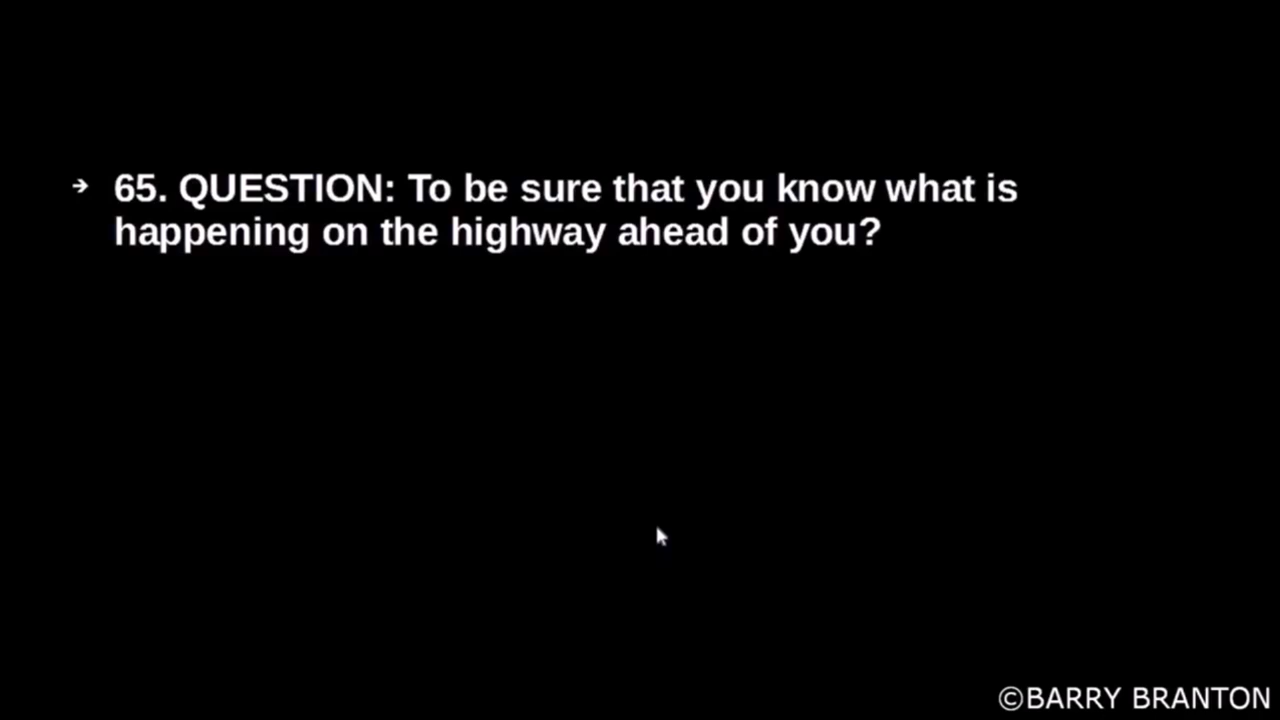 → 65. QUESTION: To be sure that you know what is
happening on the highway ahead of you?
©BARRY BRANTON